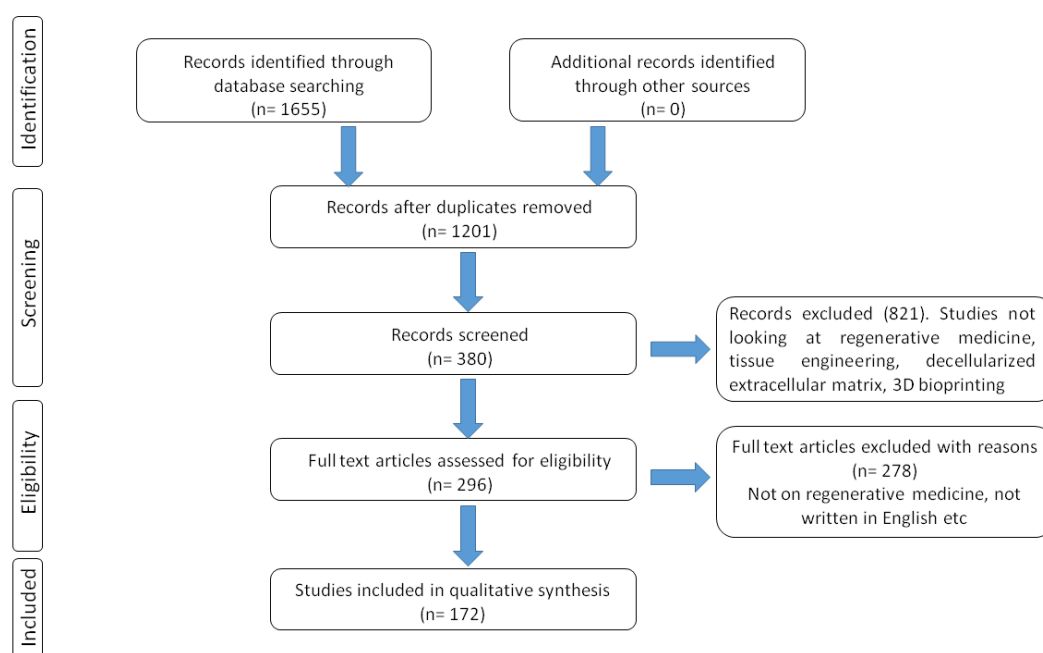 Identification
Records identified through
database searching
(n= 1655)
Additional records identified
through other sources
(n= 0)
Screening
Records after duplicates removed
(n= 1201)
Records screened
(n= 380)
Records excluded (821). Studies not
looking at regenerative medicine,
tissue engineering, decellularized
extracellular matrix, 3D bioprinting
Eligibility
Full text articles assessed for eligibility
(n= 296)
Full text articles excluded with reasons
(n= 278)
Not on regenerative medicine, not
written in English etc
Included
Studies included in qualitative synthesis
(n= 172)